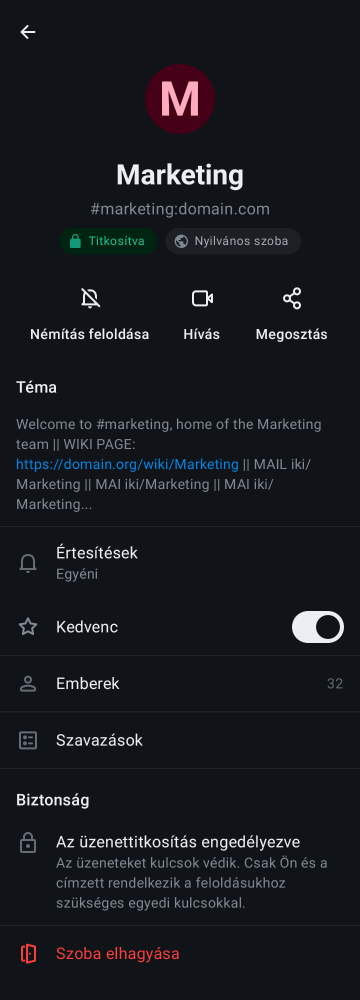 M
Marketing
#marketing:domain.com
Titkosítva
Nyilvános szoba
Némítás feloldása
Hívás
Megosztás
Téma
Welcome to #marketing, home of the Marketing
team || WIKI PAGE:
https://domain.org/wiki/Marketing || MAIL iki/
Marketing || MAI iki/Marketing || MAI iki/
Marketing...
Értesítések
Egyéni
Kedvenc
Emberek 32
Szavazások
Biztonság
Az üzenettitkosítás engedélyezve
Az üzeneteket kulcsok védik. Csak Ön és a
címzett rendelkezik a feloldásukhoz
szükséges egyedi kulcsokkal.
Szoba elhagyása